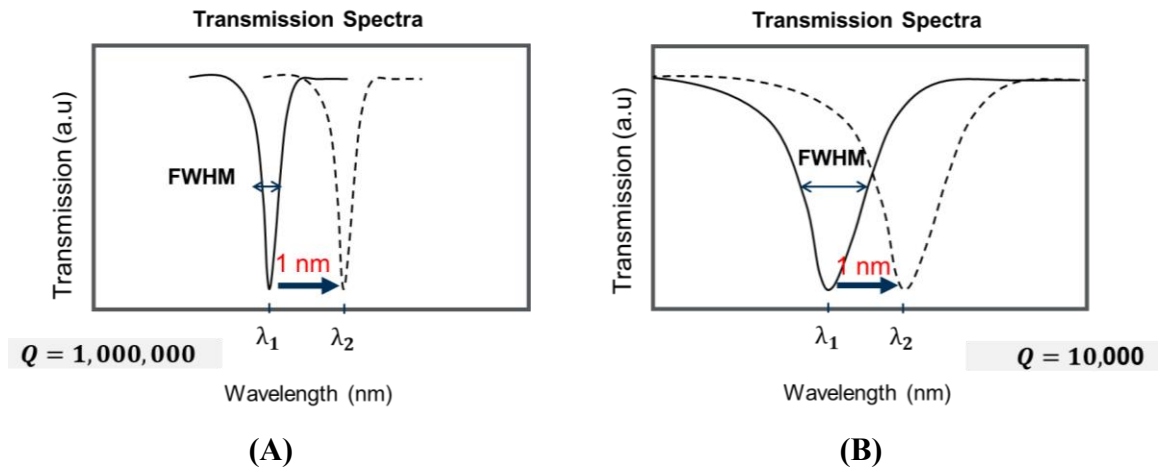 Transmission Spectra
Transmission (a.u)
FWHM
1 nm
λ₁ λ₂
Q = 1,000,000
Wavelength (nm)
(A)
Transmission Spectra
Transmission (a.u)
FWHM
1 nm
λ₁ λ₂
Q = 10,000
Wavelength (nm)
(B)